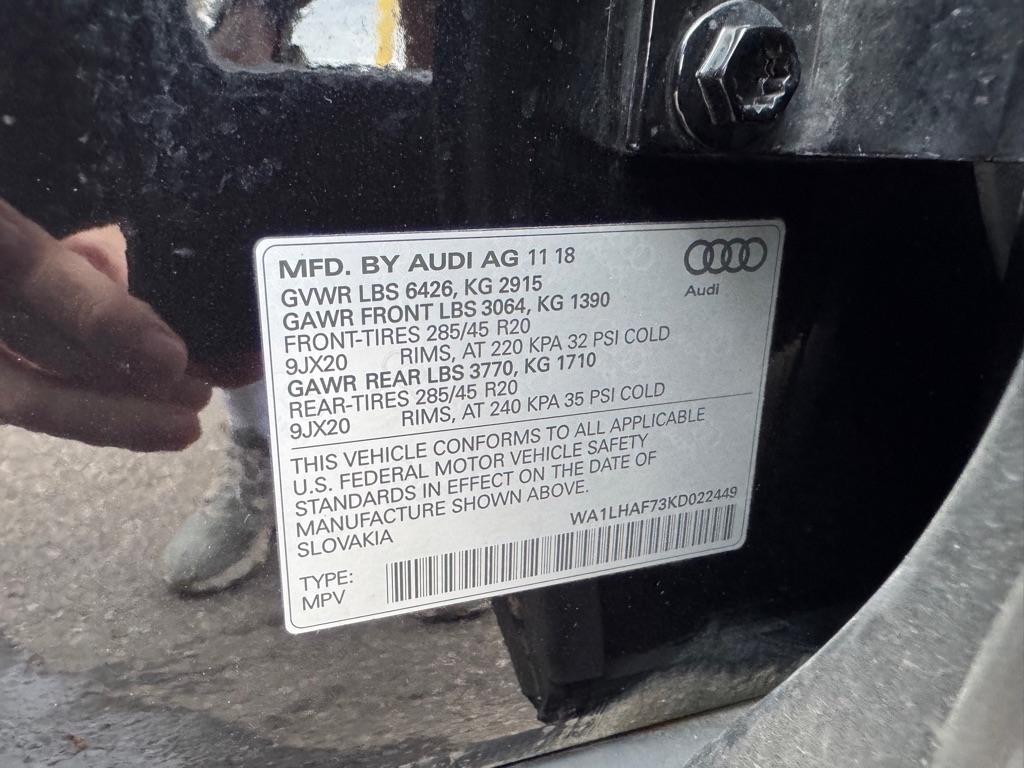 MFD. BY AUDI AG 11 18
Audi
GVWR LBS 6426, KG 2915
GAWR FRONT LBS 3064, KG 1390
FRONT-TIRES 285/45 R20
9JX20 RIMS, AT 220 KPA 32 PSI COLD
GAWR REAR LBS 3770, KG 1710
REAR-TIRES 285/45 R20
9JX20 RIMS, AT 240 KPA 35 PSI COLD
THIS VEHICLE CONFORMS TO ALL APPLICABLE
U.S. FEDERAL MOTOR VEHICLE SAFETY
STANDARDS IN EFFECT ON THE DATE OF
MANUFACTURE SHOWN ABOVE.
SLOVAKIA
WA1LHAF73KD022449
TYPE:
MPV